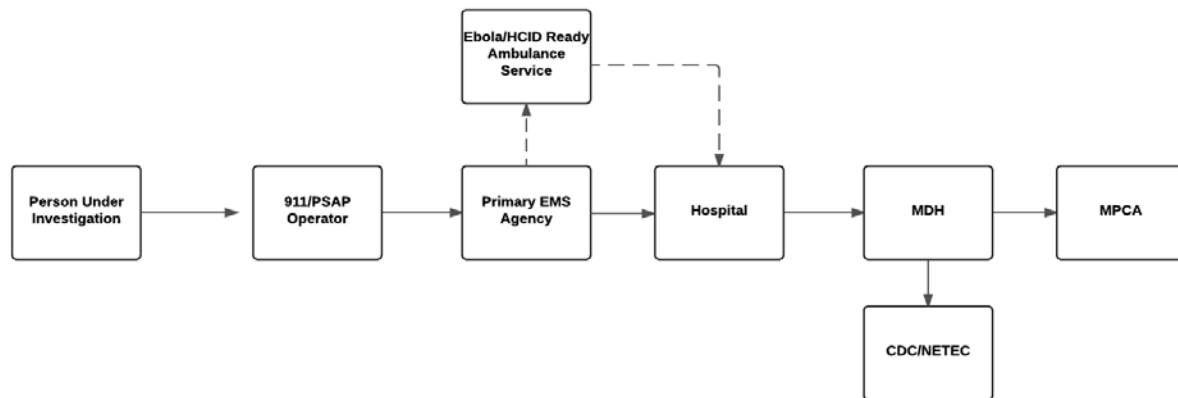 Ebola/HCID Ready
Ambulance
Service
Person Under
Investigation
911/PSAP
Operator
Primary EMS
Agency
Hospital
MDH
MPCA
CDC/NETEC